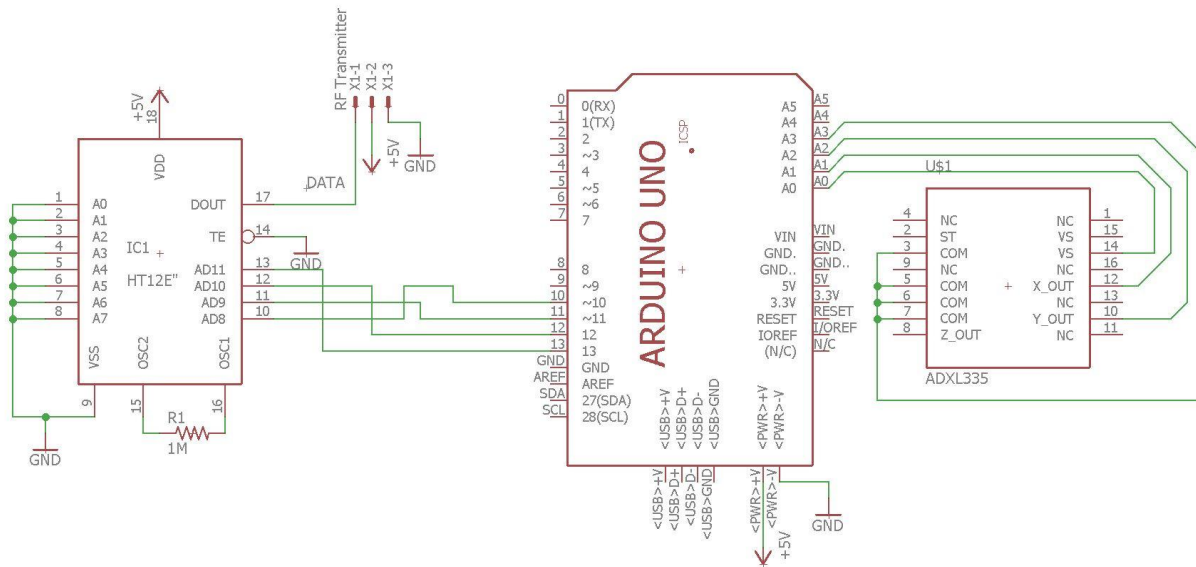 RF Transmitter
X1-1
X1-2
X1-3
+5V
GND
DATA
+5V
18
VDD
1 A0
2 A1
3 A2
4 A3
5 A4
6 A5
7 A6
8 A7
DOUT 17
TE 14
GND
AD11 13
AD10 12
AD9 11
AD8 10
IC1
HT12E"
VSS
OSC2
OSC1
9
15
16
R1
1M
GND
ARDUINO UNO
ICSP
0 0(RX)
1 1(TX)
2 2
3 ~3
4 4
5 ~5
6 ~6
7 7
8 8
9 ~9
10 ~10
11 ~11
12 12
13 13
GND GND
AREF AREF
SDA 27(SDA)
SCL 28(SCL)
A5 A5
A4 A4
A3 A3
A2 A2
A1 A1
A0 A0
VIN VIN
GND. GND.
GND.. GND..
5V 5V
3.3V 3.3V
RESET RESET
IOREF I/OREF
(N/C) N/C
<USB>+V
<USB>D+
<USB>D-
<USB>GND
<PWR>+V
<PWR>-V
<USB>+V
<USB>D+
<USB>D-
<USB>GND
<PWR>+V
<PWR>-V
+5V
GND
U$1
4 NC
2 ST
3 COM
9 NC
5 COM
6 COM
7 COM
8 Z_OUT
NC 1
VS 15
VS 14
NC 16
X_OUT 12
NC 13
Y_OUT 10
NC 11
ADXL335